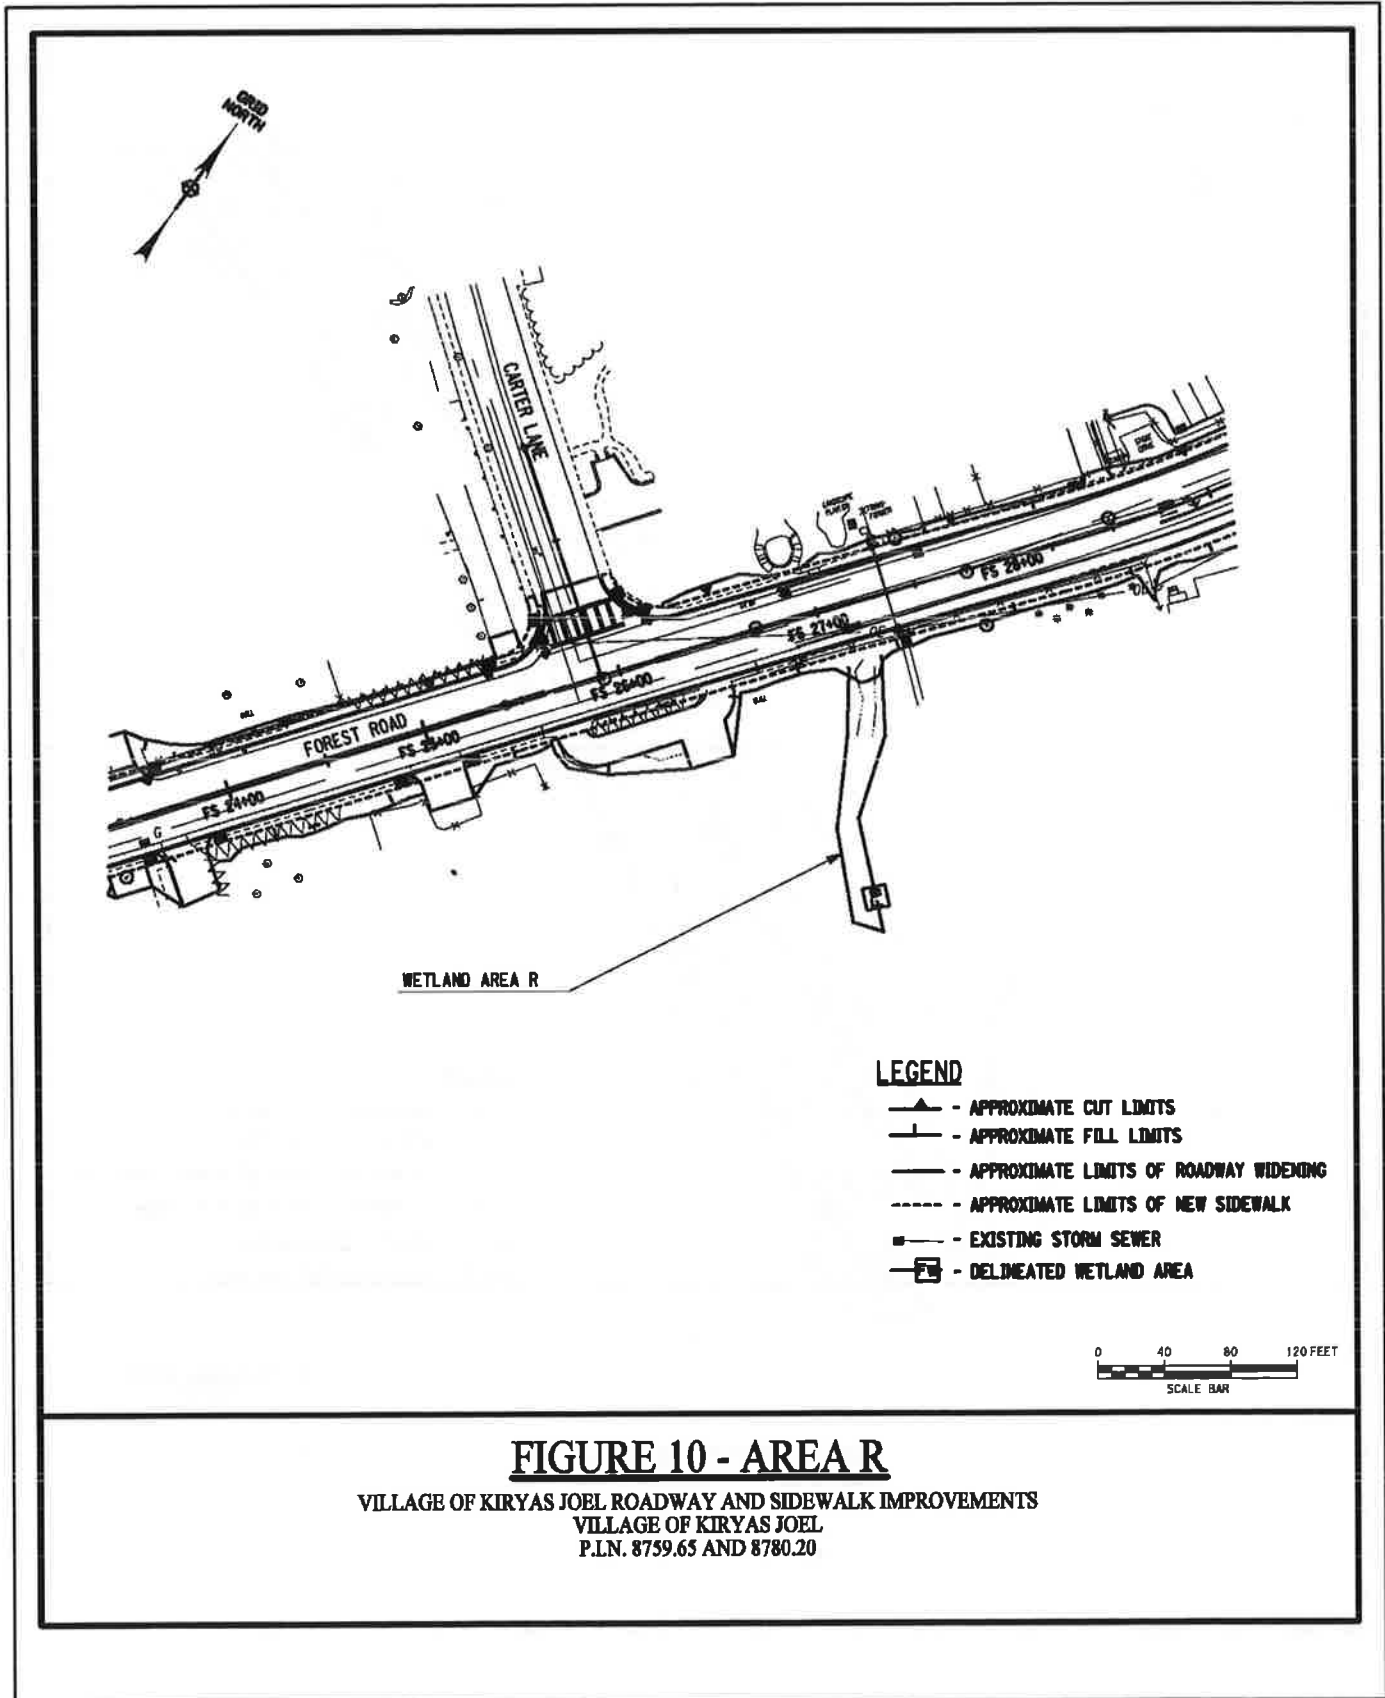 GRID
NORTH
CARTER LANE
FS 28+00
FS 27+00
FS 26+00
FOREST ROAD
FS 25+00
FS 24+00
G
WETLAND AREA R
LEGEND
- APPROXIMATE CUT LIMITS
- APPROXIMATE FILL LIMITS
- APPROXIMATE LIMITS OF ROADWAY WIDENING
- APPROXIMATE LIMITS OF NEW SIDEWALK
- EXISTING STORM SEWER
FW - DELINEATED WETLAND AREA
0 40 80 120 FEET
SCALE BAR
FIGURE 10 - AREA R
VILLAGE OF KIRYAS JOEL ROADWAY AND SIDEWALK IMPROVEMENTS
VILLAGE OF KIRYAS JOEL
P.I.N. 8759.65 AND 8780.20